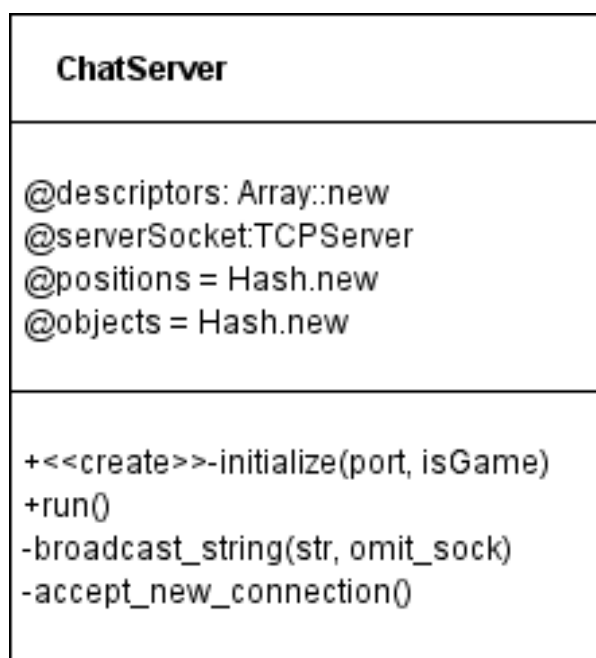 ChatServer
@descriptors: Array::new
@serverSocket:TCPServer
@positions = Hash.new
@objects = Hash.new
+<<create>>-initialize(port, isGame)
+run()
-broadcast_string(str, omit_sock)
-accept_new_connection()